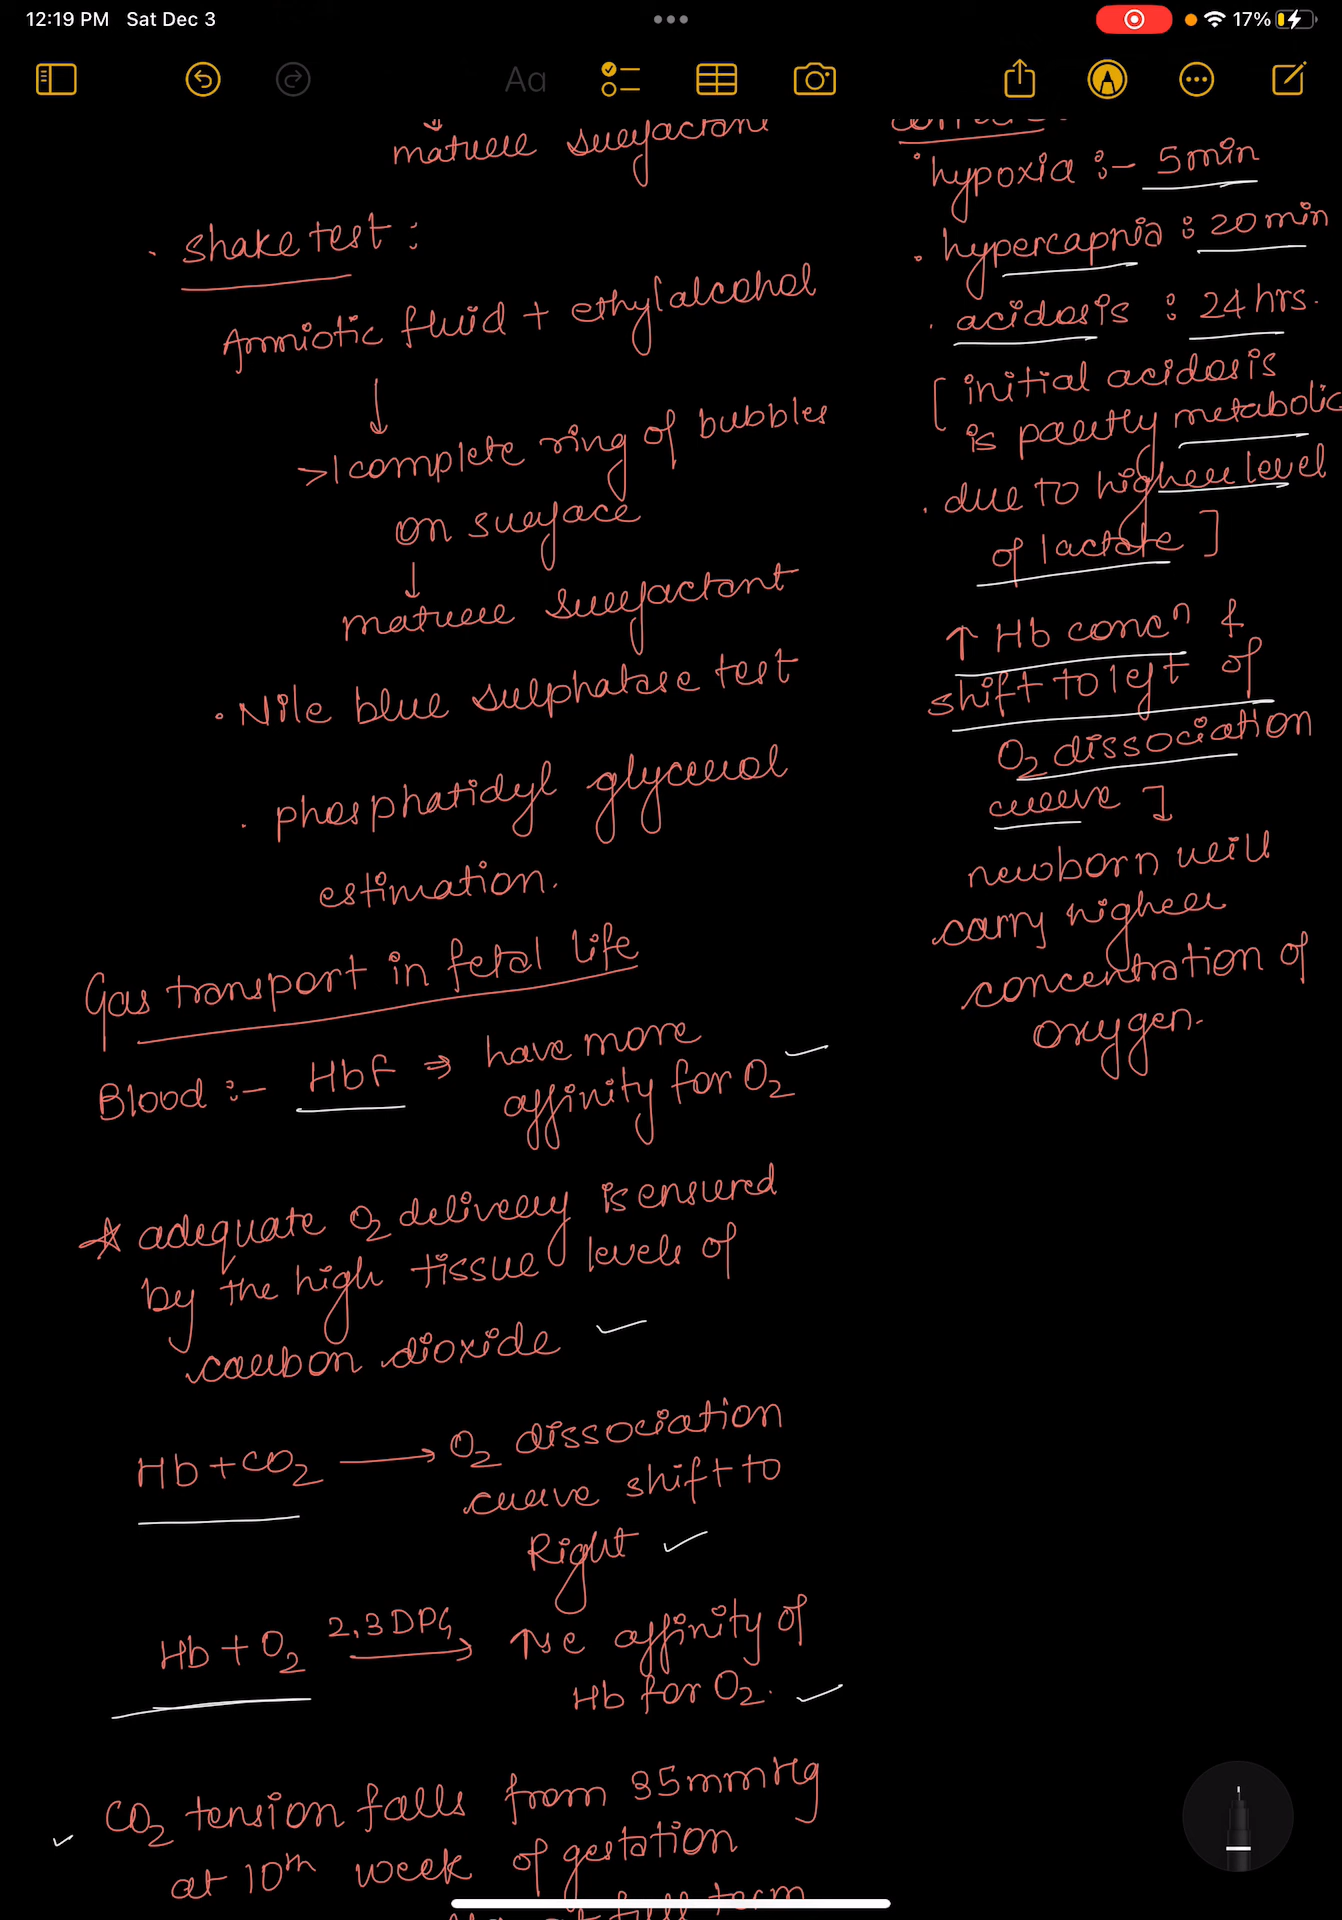 12:19 PM Sat Dec 3
17%
Aa
mature surfactant
• shake test :
Amniotic fluid + ethylalcohol
↓
>1 complete ring of bubbles
on surface
↓
mature surfactant
• Nile blue sulphatase test
• phosphatidyl glycerol
estimation.
Gas transport in fetal life
Blood :- HbF ⇒ have more
affinity for O₂
☆ adequate O₂ delivery is ensured
by the high tissue levels of
carbon dioxide ✓
Hb + CO₂ → O₂ dissociation
curve shift to
Right ✓
Hb + O₂ 2,3 DPG → ↑se affinity of
Hb for O₂. ✓
✓ CO₂ tension falls from 35mmHg
at 10th week of gestation
full term
• hypoxia :- 5min
• hypercapnia : 20min
• acidosis : 24 hrs.
[ initial acidosis
is partly metabolic
• due to higher level
of lactate ]
↑ Hb concⁿ &
shift to left of
O₂ dissociation
curve ]
newborn will
carry higher
concentration of
oxygen.